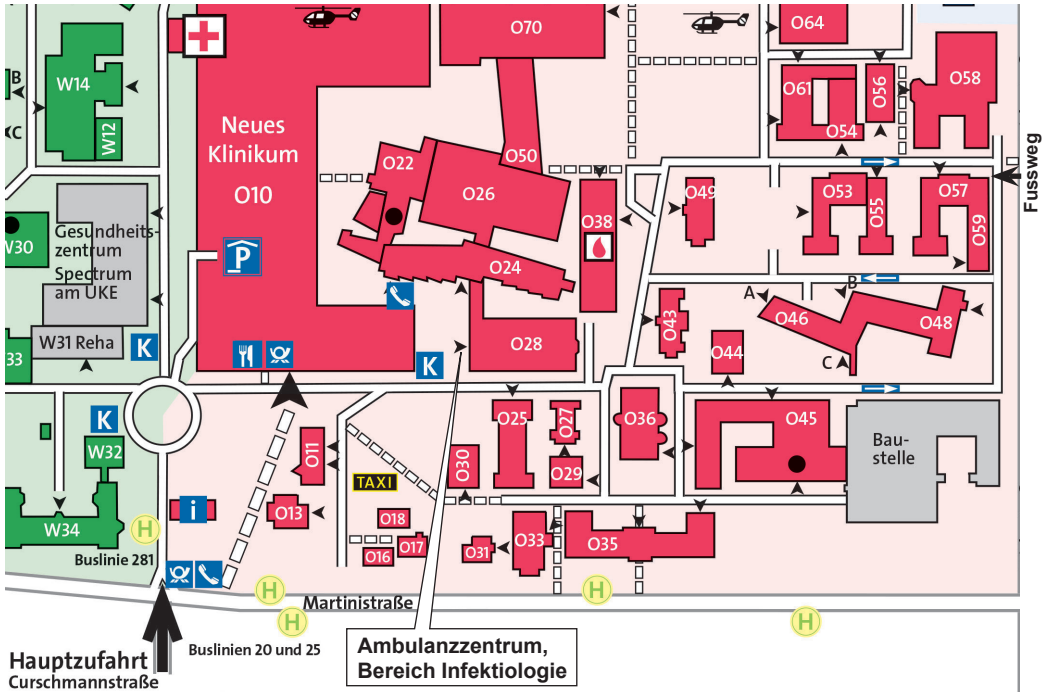 O70
O64
W14
B
C
W12
O61
O56
O58
O54
Neues
Klinikum
O10
O22
O50
O26
O49
O53
O55
O57
O59
Fussweg
O38
W30
Gesundheits-
zentrum
Spectrum
am UKE
P
O24
A
B
O46
O48
O43
O44
C
W31 Reha
K
33
O28
K
K
W32
O11
O25
O27
O36
O45
Bau-
stelle
O30
O29
TAXI
i
O13
O18
O17
O16
O31
O33
O35
W34
H
Buslinie 281
H
H
Martinistraße
H
H
Hauptzufahrt
Curschmannstraße
Buslinien 20 und 25
Ambulanzzentrum,
Bereich Infektiologie